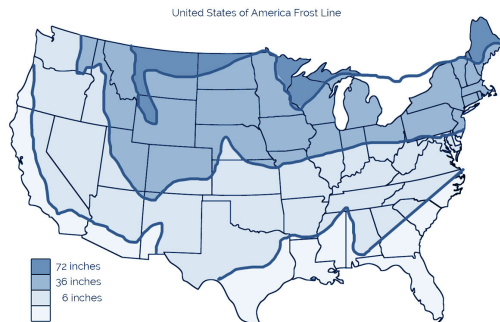 United States of America Frost Line
72 inches
36 inches
6 inches